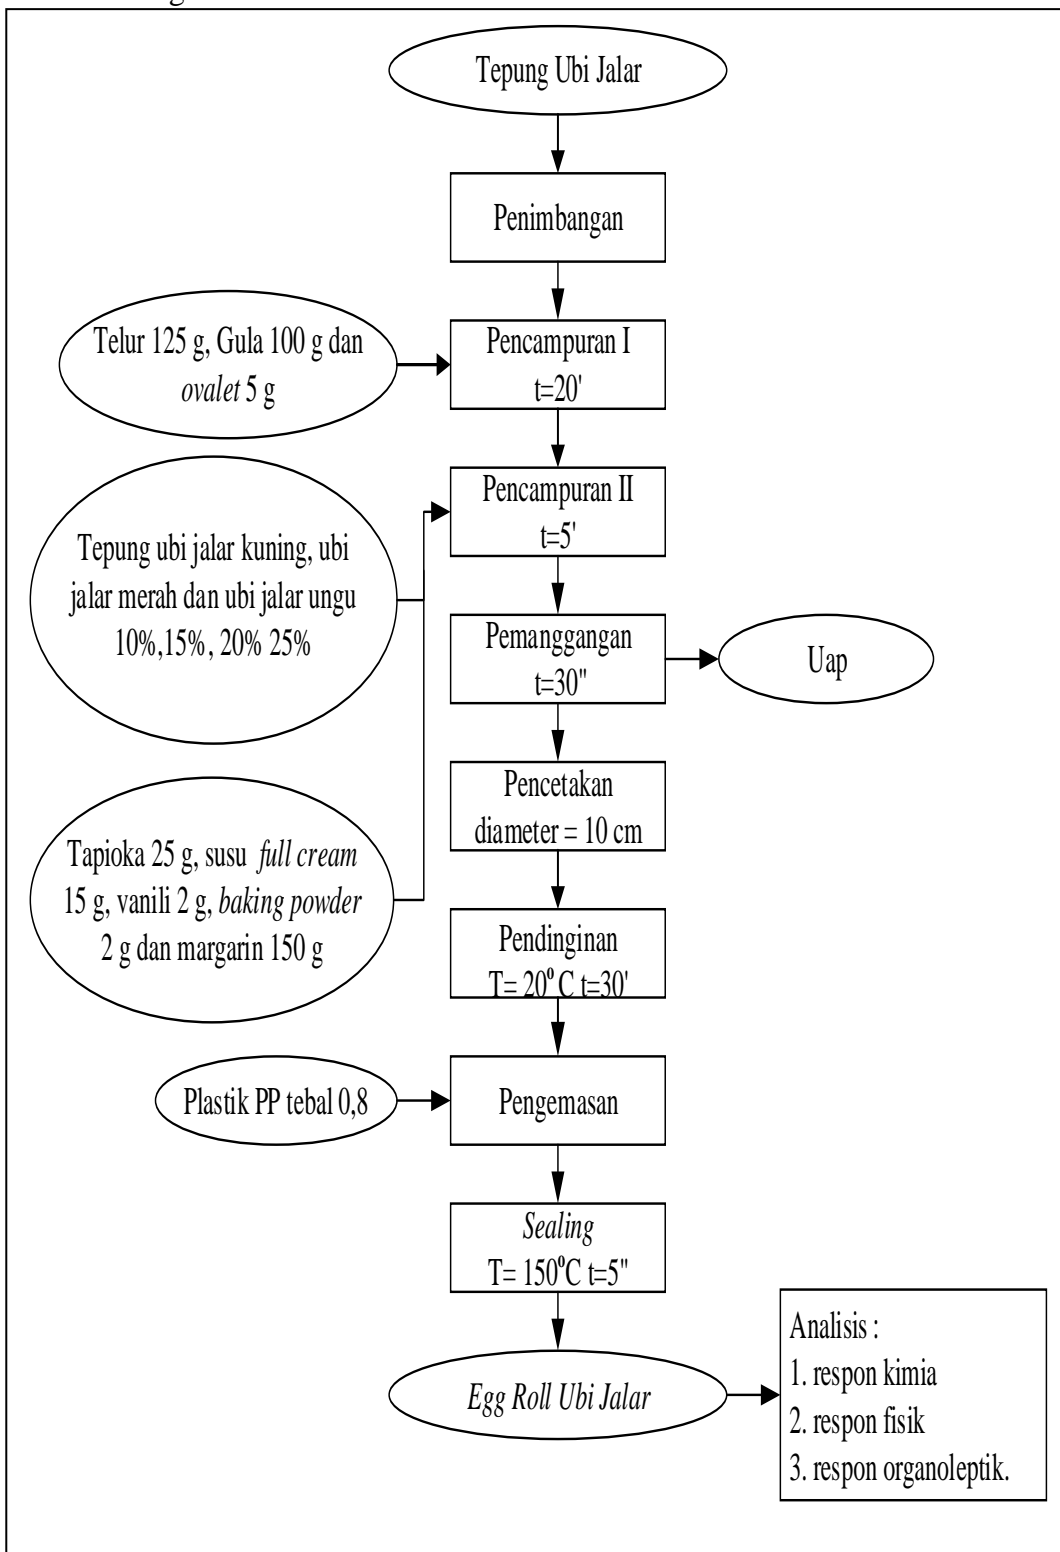 Tepung Ubi Jalar
Penimbangan
Telur 125 g, Gula 100 g dan
ovalet 5 g
Pencampuran I
t=20'
Pencampuran II
t=5'
Tepung ubi jalar kuning, ubi
jalar merah dan ubi jalar ungu
10%,15%, 20% 25%
Pemanggangan
t=30"
Uap
Pencetakan
diameter = 10 cm
Tapioka 25 g, susu full cream
15 g, vanili 2 g, baking powder
2 g dan margarin 150 g
Pendinginan
T= 20°C t=30'
Plastik PP tebal 0,8
Pengemasan
Sealing
T= 150°C t=5"
Egg Roll Ubi Jalar
Analisis :
1. respon kimia
2. respon fisik
3. respon organoleptik.